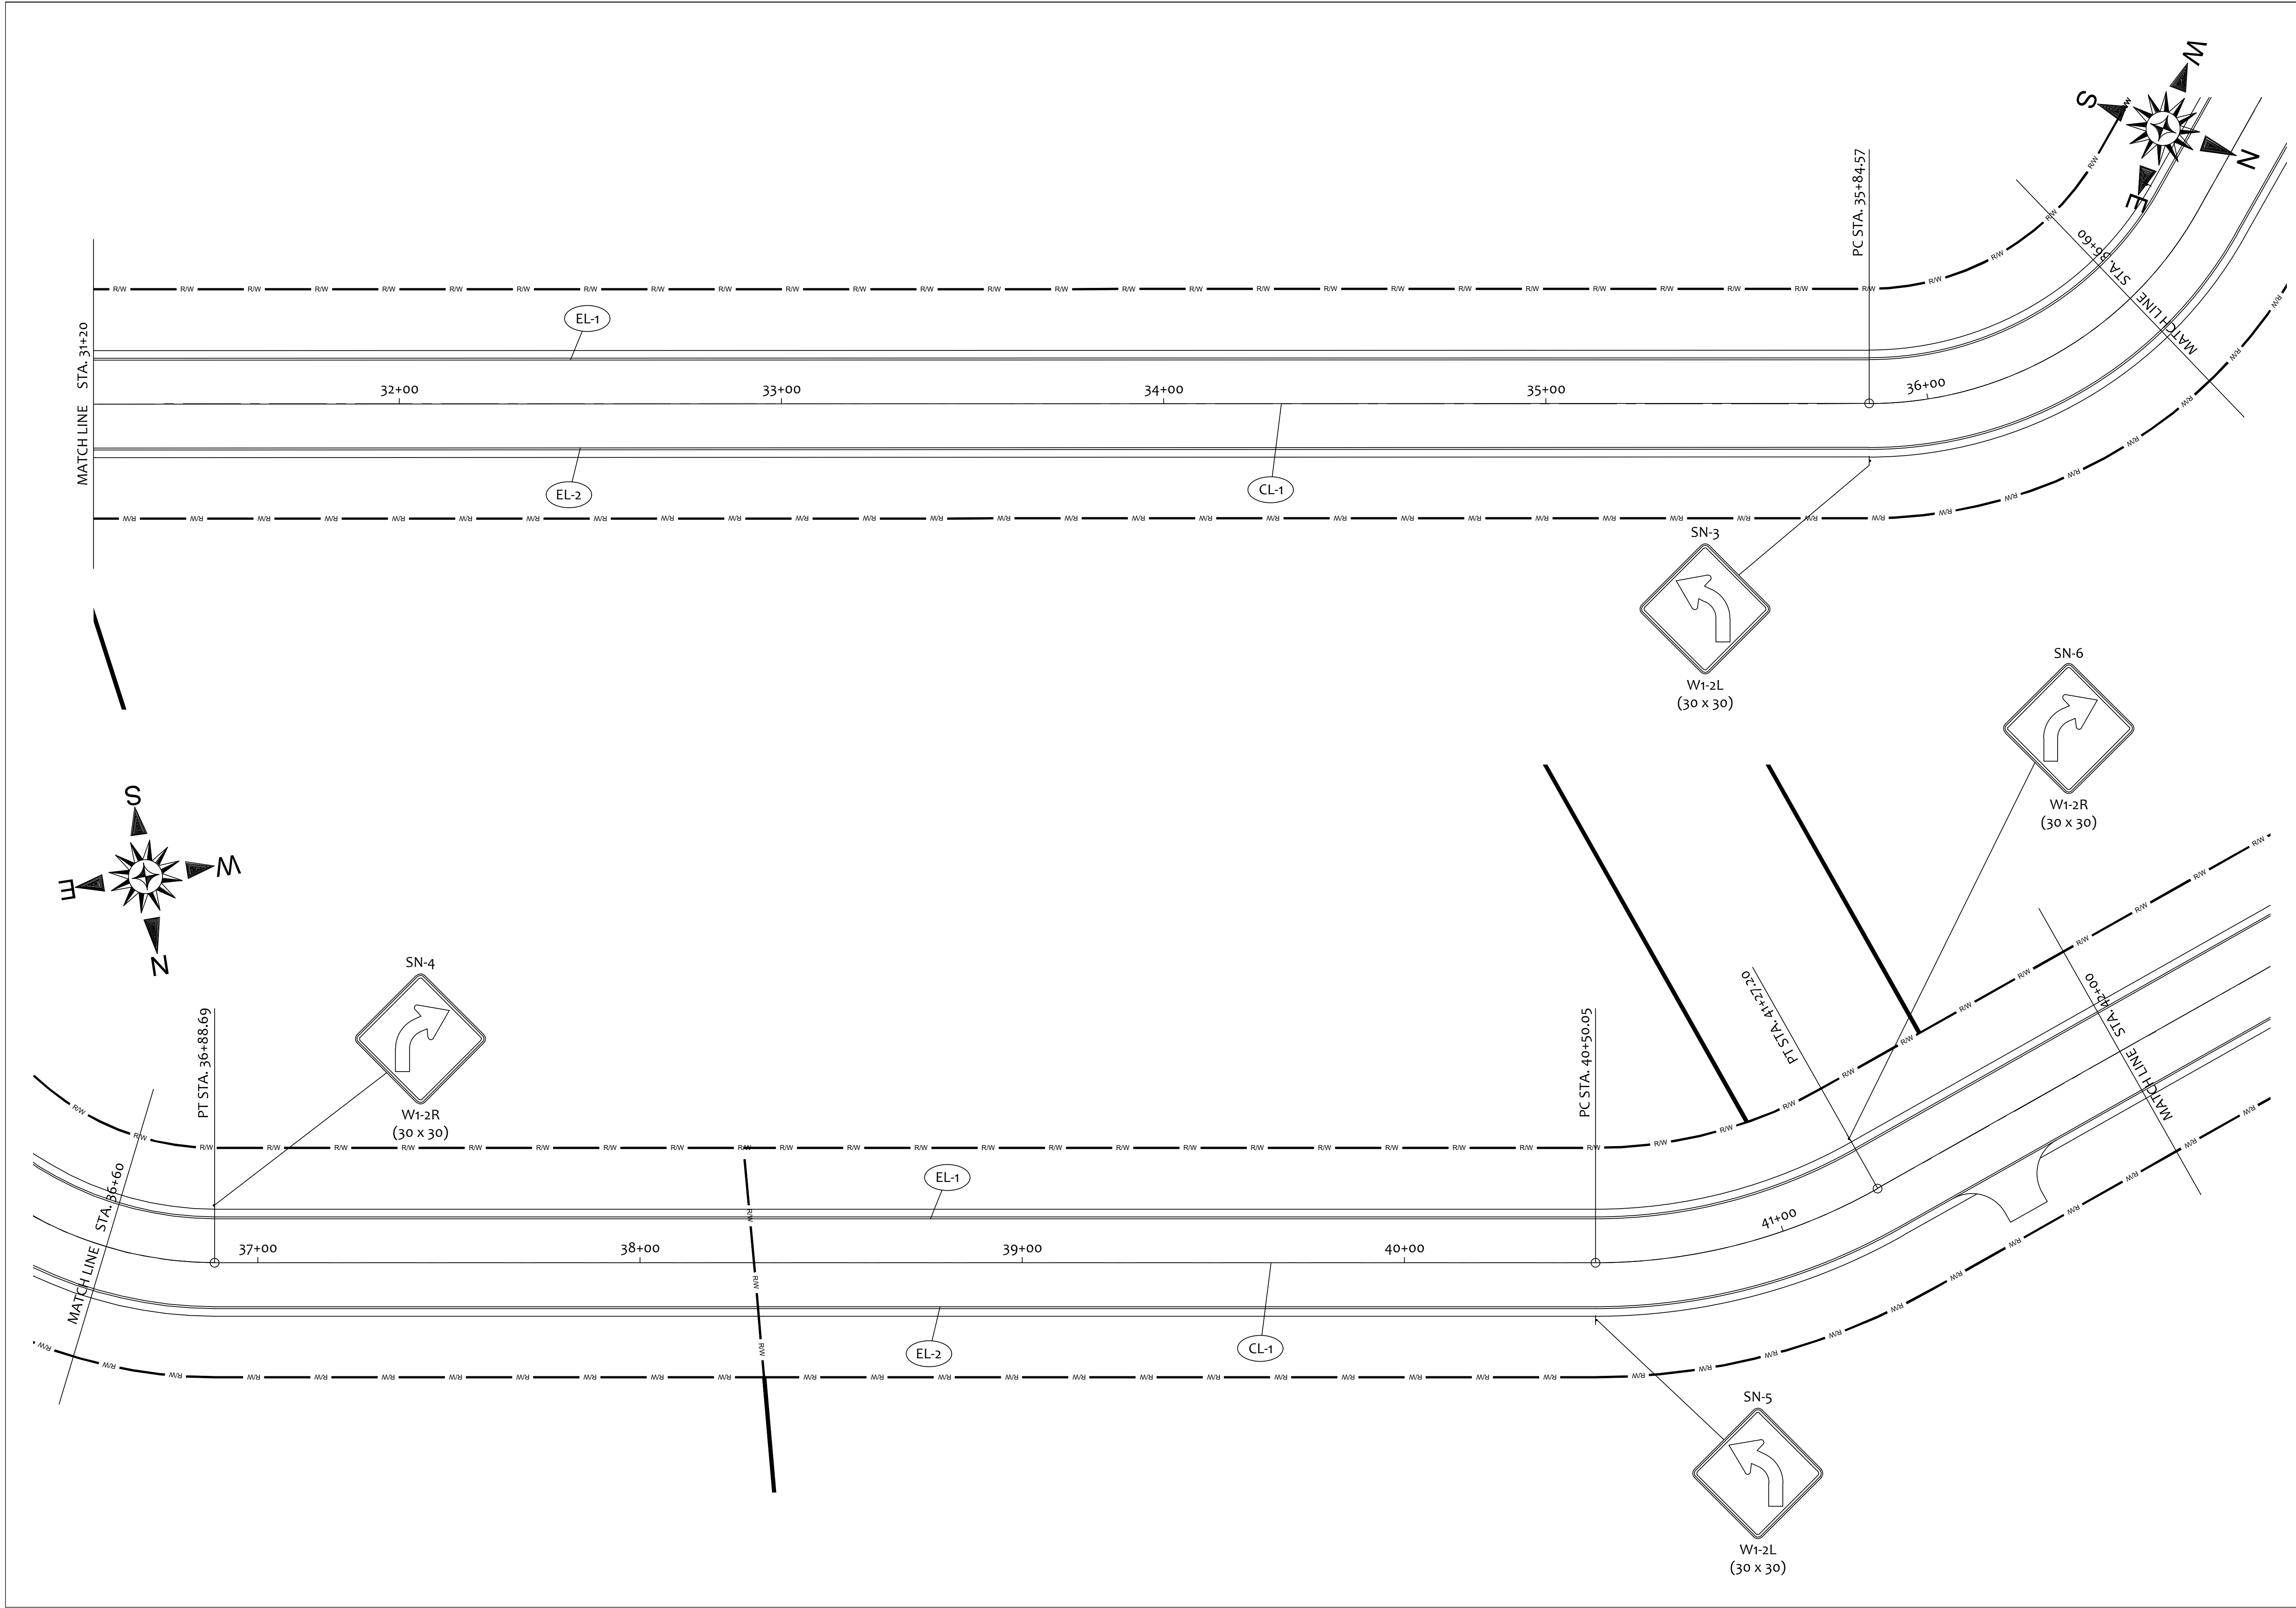 W
S
N
E
PC STA. 35+84.57
MATCH LINE STA. 36+60
MATCH LINE STA. 31+20
R/W R/W R/W R/W R/W R/W R/W R/W R/W R/W R/W R/W R/W R/W R/W R/W R/W R/W R/W R/W R/W R/W R/W R/W R/W R/W R/W R/W R/W R/W R/W
EL-1
32+00 33+00 34+00 35+00 36+00
EL-2
CL-1
R/W R/W R/W R/W R/W R/W R/W R/W R/W R/W R/W R/W R/W R/W R/W R/W R/W R/W R/W R/W R/W R/W R/W R/W R/W R/W R/W R/W R/W R/W R/W R/W R/W R/W
SN-3
W1-2L
(30 x 30)
SN-6
W1-2R
(30 x 30)
S
W
E
N
SN-4
W1-2R
(30 x 30)
PT STA. 36+88.69
PC STA. 40+50.05
PT STA. 41+27.20
MATCH LINE STA. 42+00
MATCH LINE STA. 36+60
R/W R/W R/W R/W R/W R/W R/W R/W R/W R/W R/W R/W R/W R/W R/W R/W R/W R/W R/W R/W R/W R/W R/W R/W R/W R/W R/W R/W R/W R/W R/W R/W R/W R/W R/W
EL-1
R/W
37+00 38+00 39+00 40+00 41+00
R/W
EL-2
R/W
CL-1
R/W R/W R/W R/W R/W R/W R/W R/W R/W R/W R/W R/W R/W R/W R/W R/W R/W R/W R/W R/W R/W R/W R/W R/W R/W R/W R/W R/W R/W R/W R/W R/W R/W R/W
SN-5
W1-2L
(30 x 30)